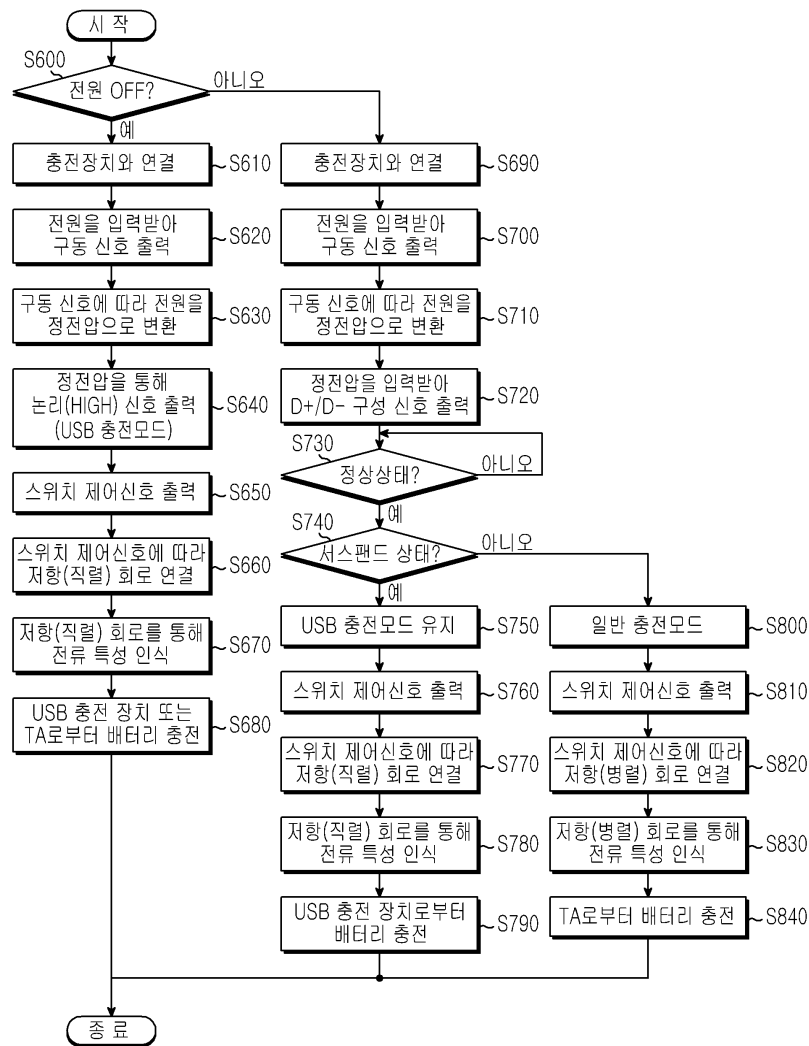 시 작
S600
전원 OFF?
아니오
예
충전장치와 연결
S610
전원을 입력받아
구동 신호 출력
S620
구동 신호에 따라 전원을
정전압으로 변환
S630
정전압을 통해
논리(HIGH) 신호 출력
(USB 충전모드)
S640
스위치 제어신호 출력
S650
스위치 제어신호에 따라
저항(직렬) 회로 연결
S660
저항(직렬) 회로를 통해
전류 특성 인식
S670
USB 충전 장치 또는
TA로부터 배터리 충전
S680
충전장치와 연결
S690
전원을 입력받아
구동 신호 출력
S700
구동 신호에 따라 전원을
정전압으로 변환
S710
정전압을 입력받아
D+/D- 구성 신호 출력
S720
S730
정상상태?
아니오
예
S740
서스팬드 상태?
아니오
예
USB 충전모드 유지
S750
스위치 제어신호 출력
S760
스위치 제어신호에 따라
저항(직렬) 회로 연결
S770
저항(직렬) 회로를 통해
전류 특성 인식
S780
USB 충전 장치로부터
배터리 충전
S790
일반 충전모드
S800
스위치 제어신호 출력
S810
스위치 제어신호에 따라
저항(병렬) 회로 연결
S820
저항(병렬) 회로를 통해
전류 특성 인식
S830
TA로부터 배터리 충전
S840
종 료